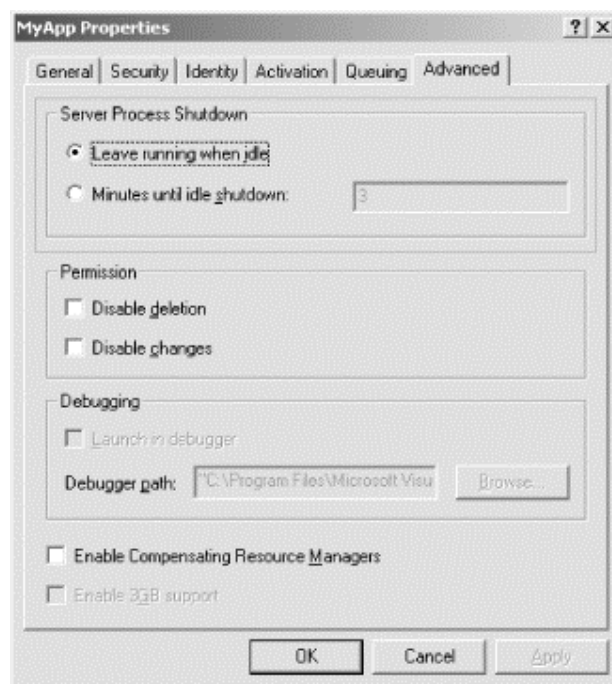 MyApp Properties
General Security Identity Activation Queuing Advanced
Server Process Shutdown
Leave running when idle
Minutes until idle shutdown: 3
Permission
Disable deletion
Disable changes
Debugging
Launch in debugger
Debugger path: "C:\Program Files\Microsoft Visu Browse...
Enable Compensating Resource Managers
Enable 3GB support
OK Cancel Apply